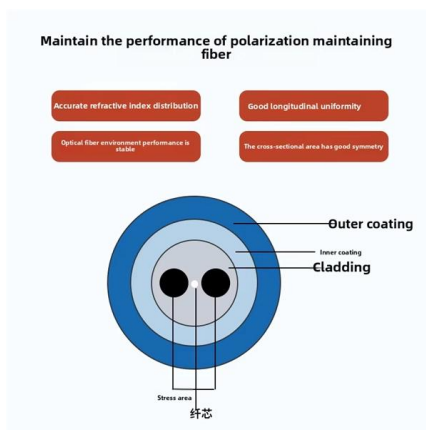 Maintain the performance of polarization maintaining
fiber
Accurate refractive index distribution
Good longitudinal uniformity
Optical fiber environment performance is
stable
The cross-sectional area has good symmetry
Outer coating
Inner coating
Cladding
Stress area
纤芯